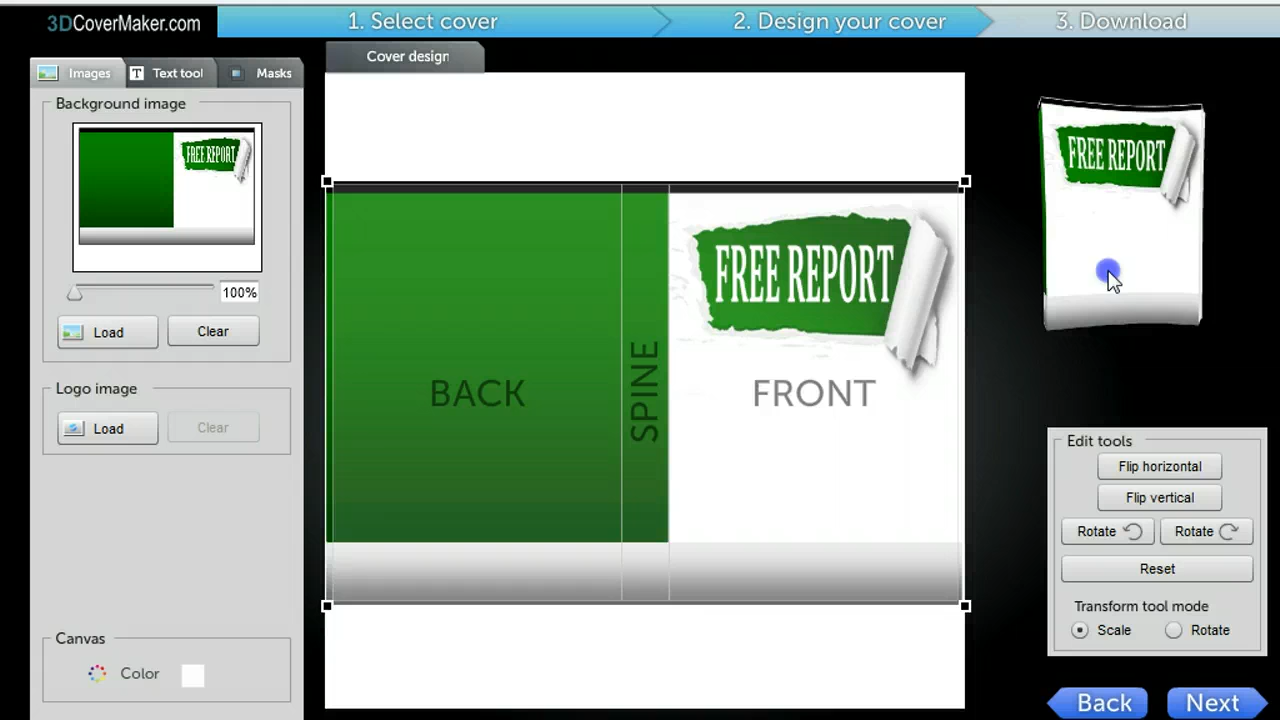 3DCoverMaker.com
1. Select cover
2. Design your cover
3. Download
Images
Text tool
Masks
Cover design
Background image
FREE REPORT
100%
Load
Clear
Logo image
Load
Clear
BACK
SPINE
FREE REPORT
FRONT
FREE REPORT
Edit tools
Flip horizontal
Flip vertical
Rotate
Rotate
Reset
Transform tool mode
Scale
Rotate
Canvas
Color
Back
Next